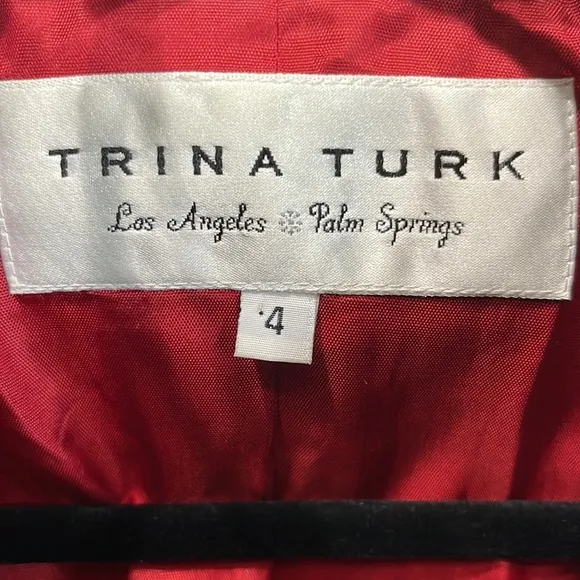 TRINA TURK
Los Angeles Palm Springs
4